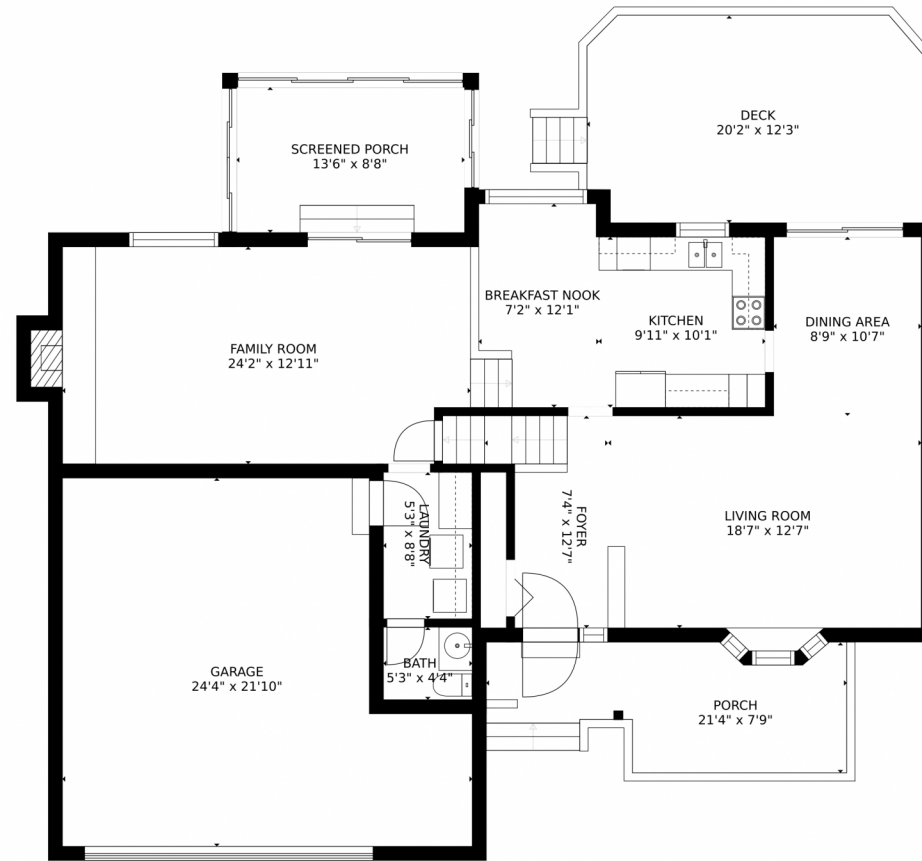 DECK
20'2" x 12'3"
SCREENED PORCH
13'6" x 8'8"
BREAKFAST NOOK
7'2" x 12'1"
KITCHEN
9'11" x 10'1"
DINING AREA
8'9" x 10'7"
FAMILY ROOM
24'2" x 12'11"
LAUNDRY
5'3" x 8'8"
FOYER
7'4" x 12'7"
LIVING ROOM
18'7" x 12'7"
GARAGE
24'4" x 21'10"
BATH
5'3" x 4'4"
PORCH
21'4" x 7'9"